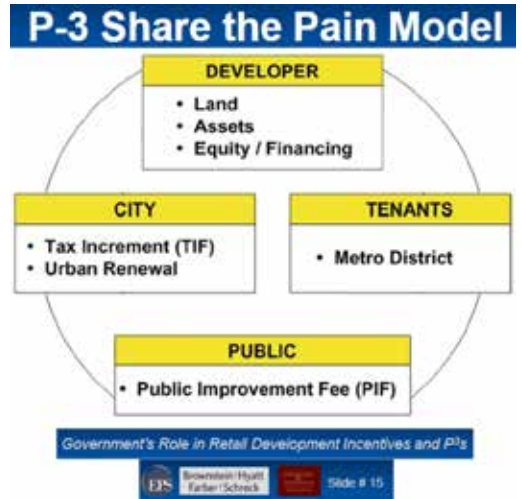 P-3 Share the Pain Model
DEVELOPER
• Land
• Assets
• Equity / Financing
CITY
• Tax Increment (TIF)
• Urban Renewal
TENANTS
• Metro District
PUBLIC
• Public Improvement Fee (PIF)
Government's Role in Retail Development Incentives and P³s
Brownstein | Hyatt
Farber | Schreck
Slide # 15